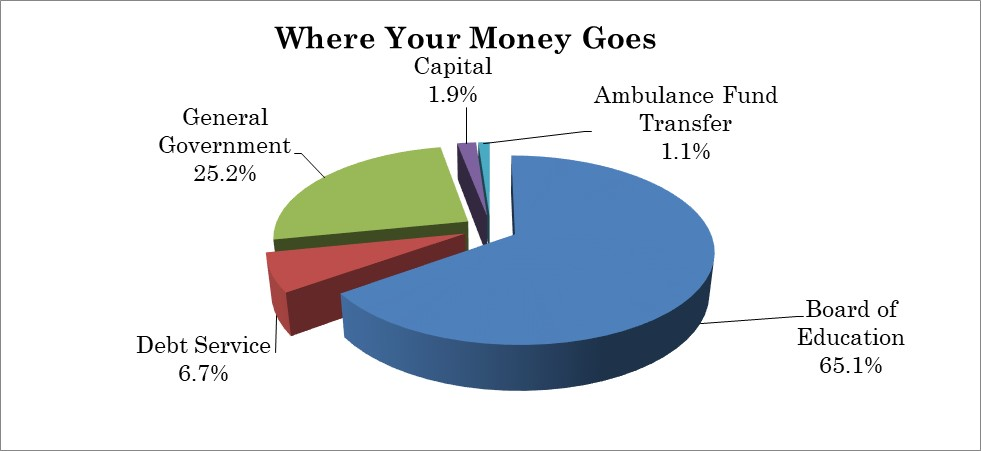 Where Your Money Goes
Capital
1.9%
Ambulance Fund
Transfer
1.1%
General
Government
25.2%
Board of
Education
65.1%
Debt Service
6.7%